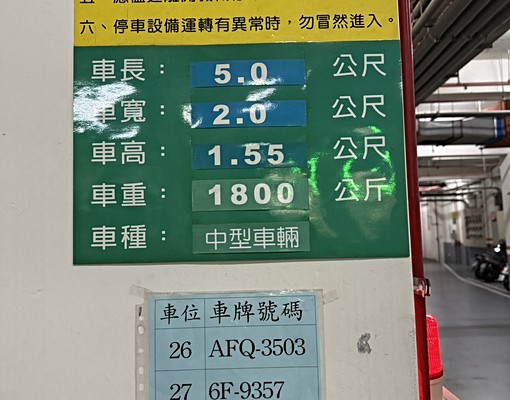 六、停車設備運轉有異常時，勿冒然進入。
車長： 5.0 公尺
車寬： 2.0 公尺
車高： 1.55 公尺
車重： 1800 公斤
車種： 中型車輛
車位 車牌號碼
26 AFQ-3503
27 6F-9357